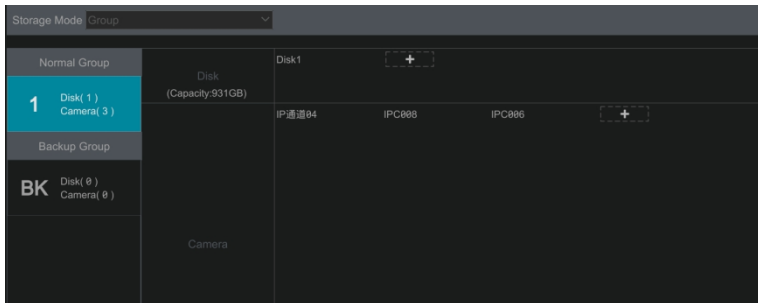 Storage Mode Group
Normal Group
1
Disk( 1 )
Camera( 3 )
Backup Group
BK
Disk( 0 )
Camera( 0 )
Disk
(Capacity:931GB)
Disk1 +
IP通道04 IPC008 IPC006 +
Camera